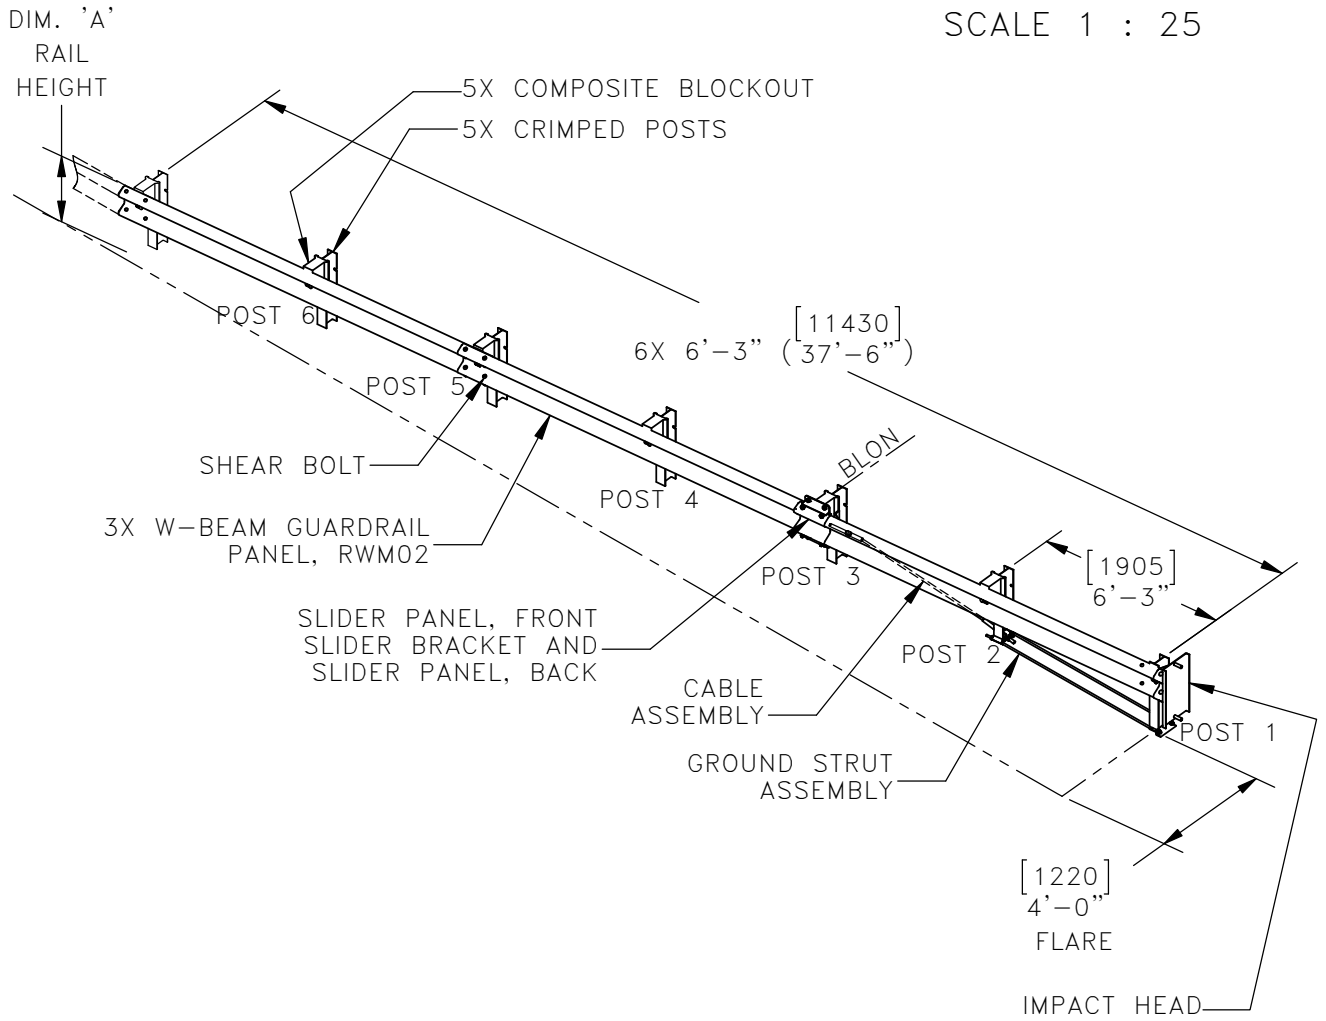 DIM. 'A'
RAIL
HEIGHT
SCALE 1 : 25
5X COMPOSITE BLOCKOUT
5X CRIMPED POSTS
POST 6
[11430]
6X 6'-3" (37'-6")
POST 5
SHEAR BOLT
BLON
POST 4
3X W-BEAM GUARDRAIL
PANEL, RWM02
POST 3
[1905]
6'-3"
SLIDER PANEL, FRONT
SLIDER BRACKET AND
SLIDER PANEL, BACK
POST 2
CABLE
ASSEMBLY
POST 1
GROUND STRUT
ASSEMBLY
[1220]
4'-0"
FLARE
IMPACT HEAD